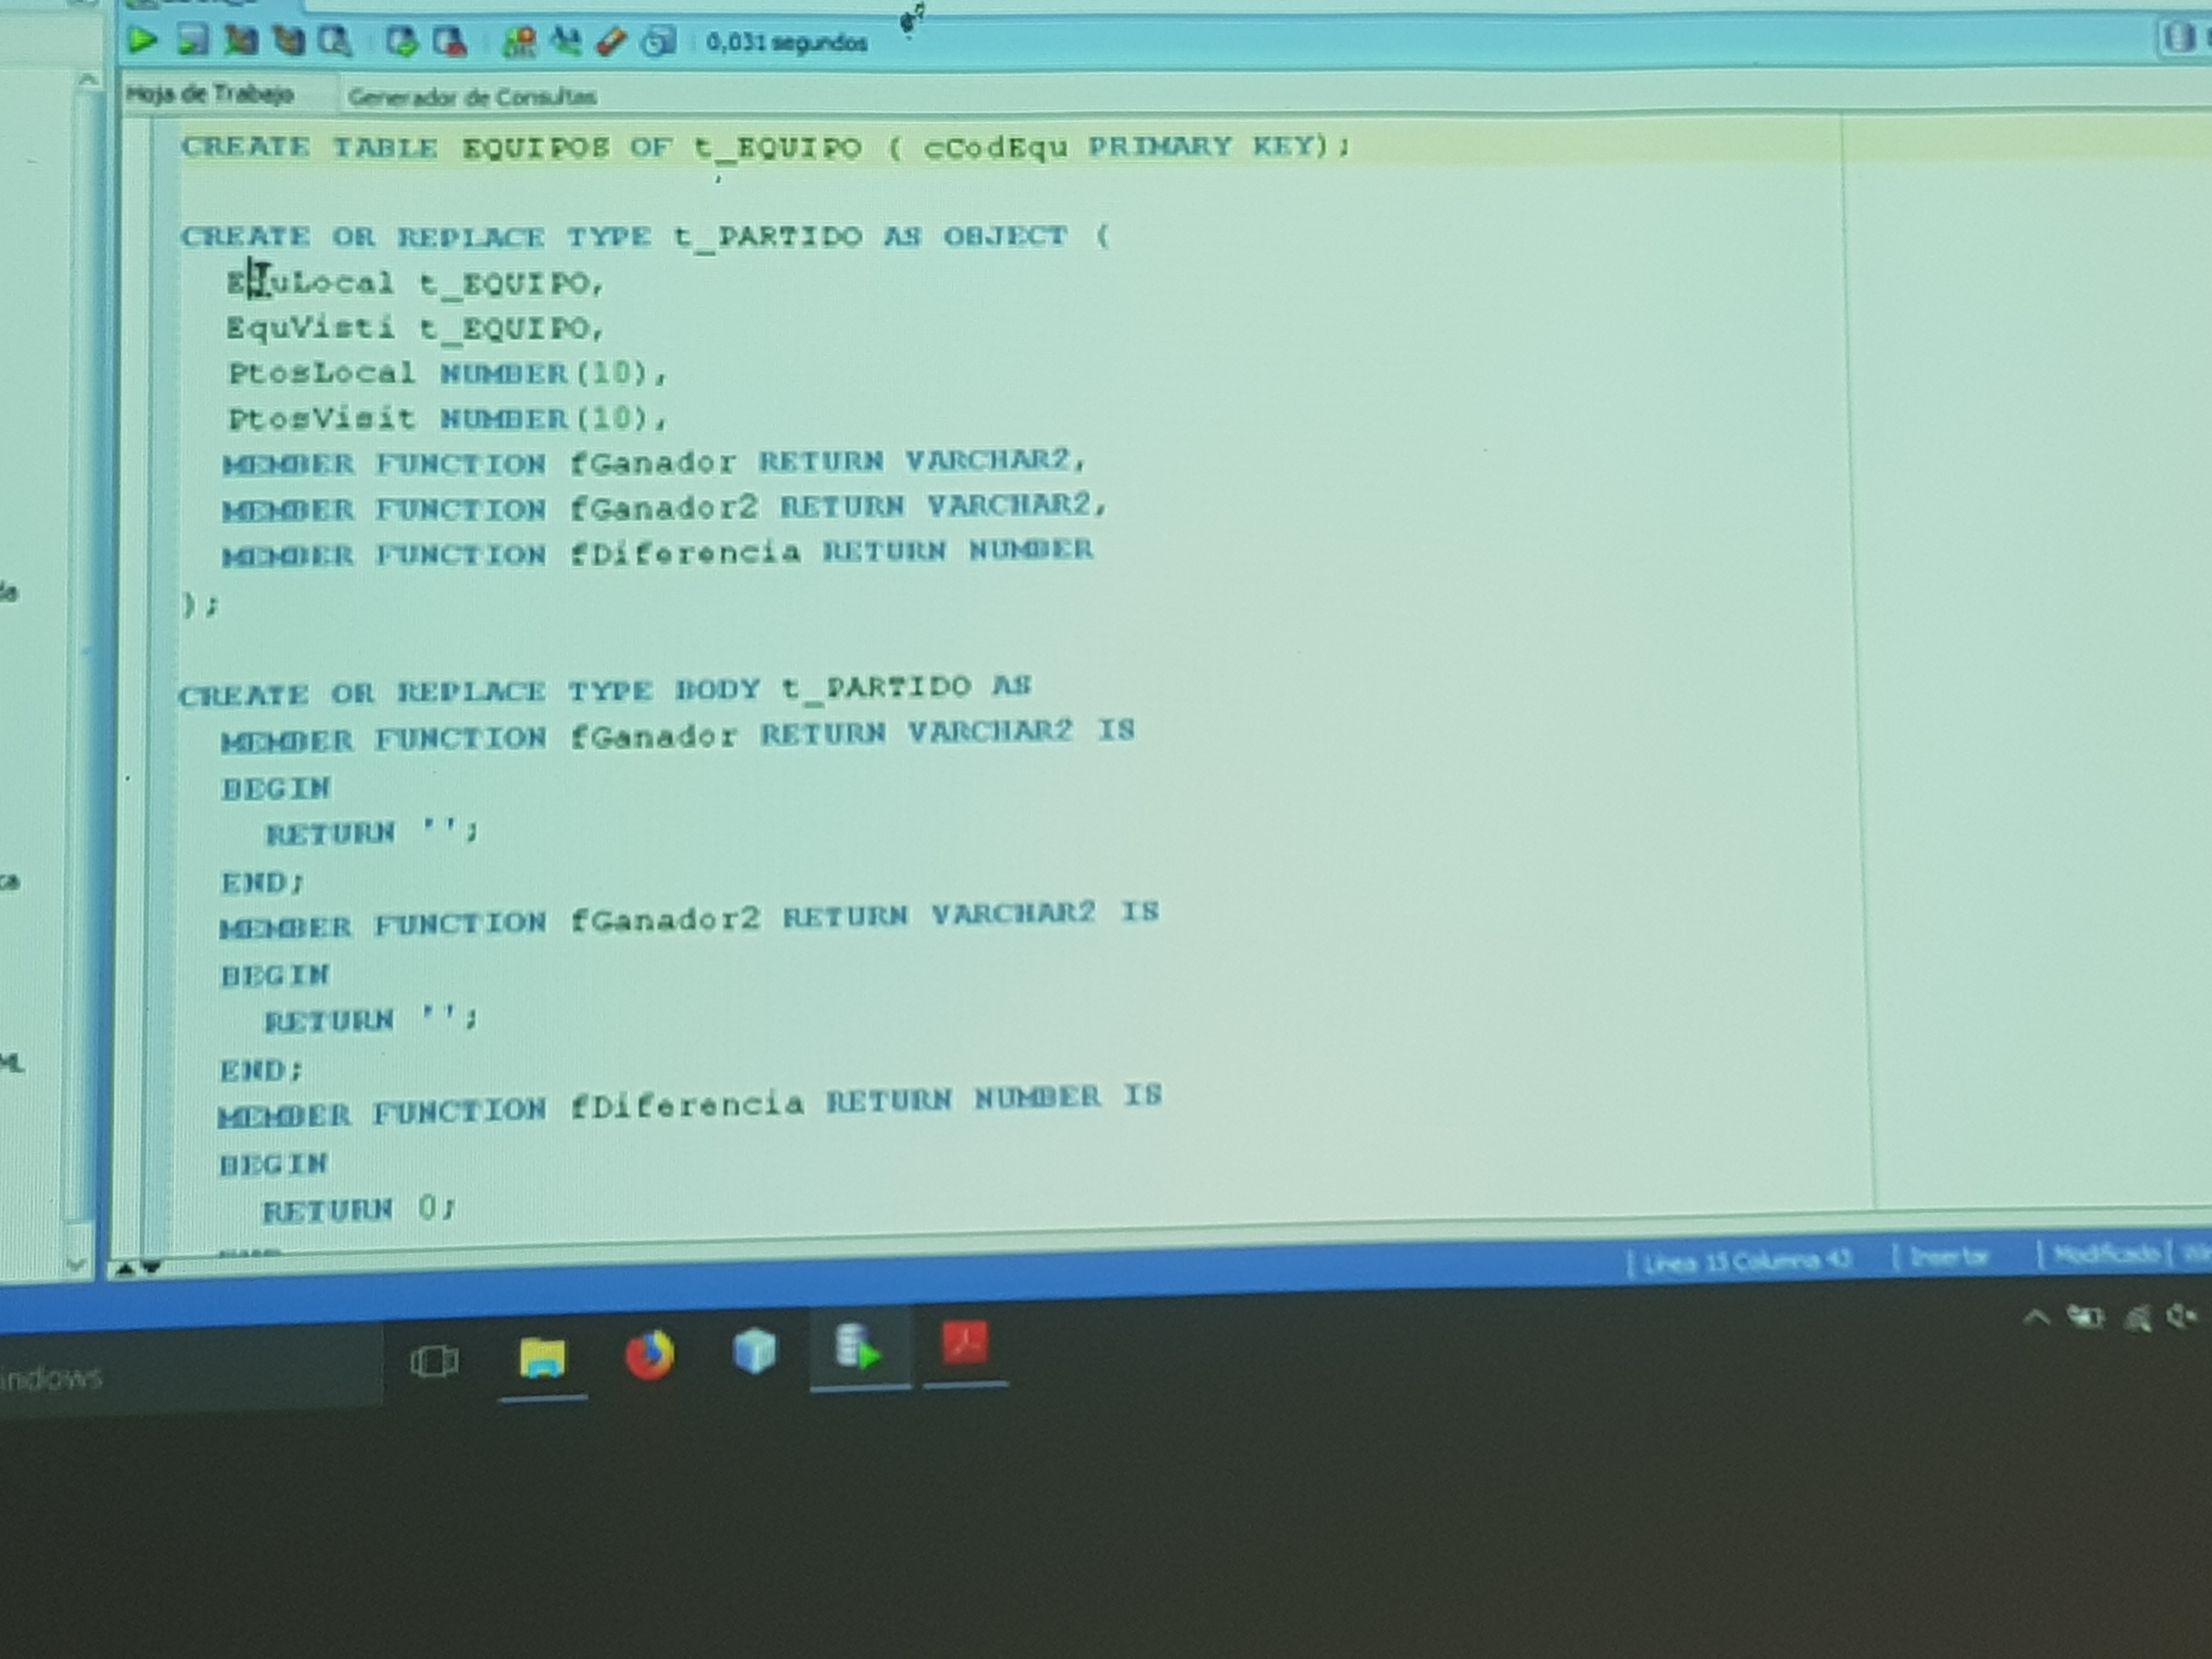 0,031 segundos
Hoja de Trabajo Generador de Consultas
CREATE TABLE EQUIPOS OF t_EQUIPO ( cCodEqu PRIMARY KEY);
CREATE OR REPLACE TYPE t_PARTIDO AS OBJECT (
EquLocal t_EQUIPO,
EquVisti t_EQUIPO,
PtosLocal NUMBER(10),
PtosVisit NUMBER(10),
MEMBER FUNCTION fGanador RETURN VARCHAR2,
MEMBER FUNCTION fGanador2 RETURN VARCHAR2,
MEMBER FUNCTION fDiferencia RETURN NUMBER
);
CREATE OR REPLACE TYPE BODY t_PARTIDO AS
MEMBER FUNCTION fGanador RETURN VARCHAR2 IS
BEGIN
RETURN '';
END;
MEMBER FUNCTION fGanador2 RETURN VARCHAR2 IS
BEGIN
RETURN '';
END;
MEMBER FUNCTION fDiferencia RETURN NUMBER IS
BEGIN
RETURN 0;
Línea 15 Columna 43 | Insertar | Modificado |
indows